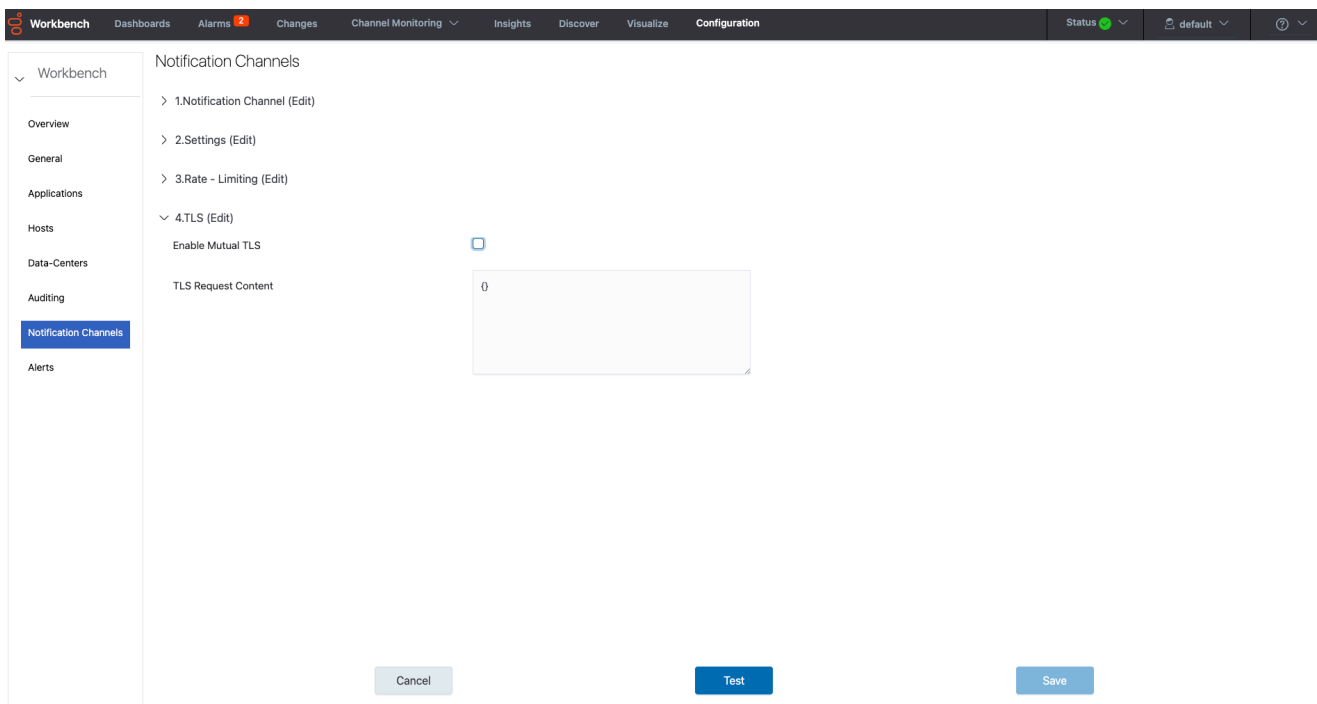 Workbench Dashboards Alarms 2 Changes Channel Monitoring Insights Discover Visualize Configuration Status default ?
Workbench
Overview
General
Applications
Hosts
Data-Centers
Auditing
Notification Channels
Alerts
Notification Channels
1.Notification Channel (Edit)
2.Settings (Edit)
3.Rate - Limiting (Edit)
4.TLS (Edit)
Enable Mutual TLS
TLS Request Content {}
Cancel Test Save